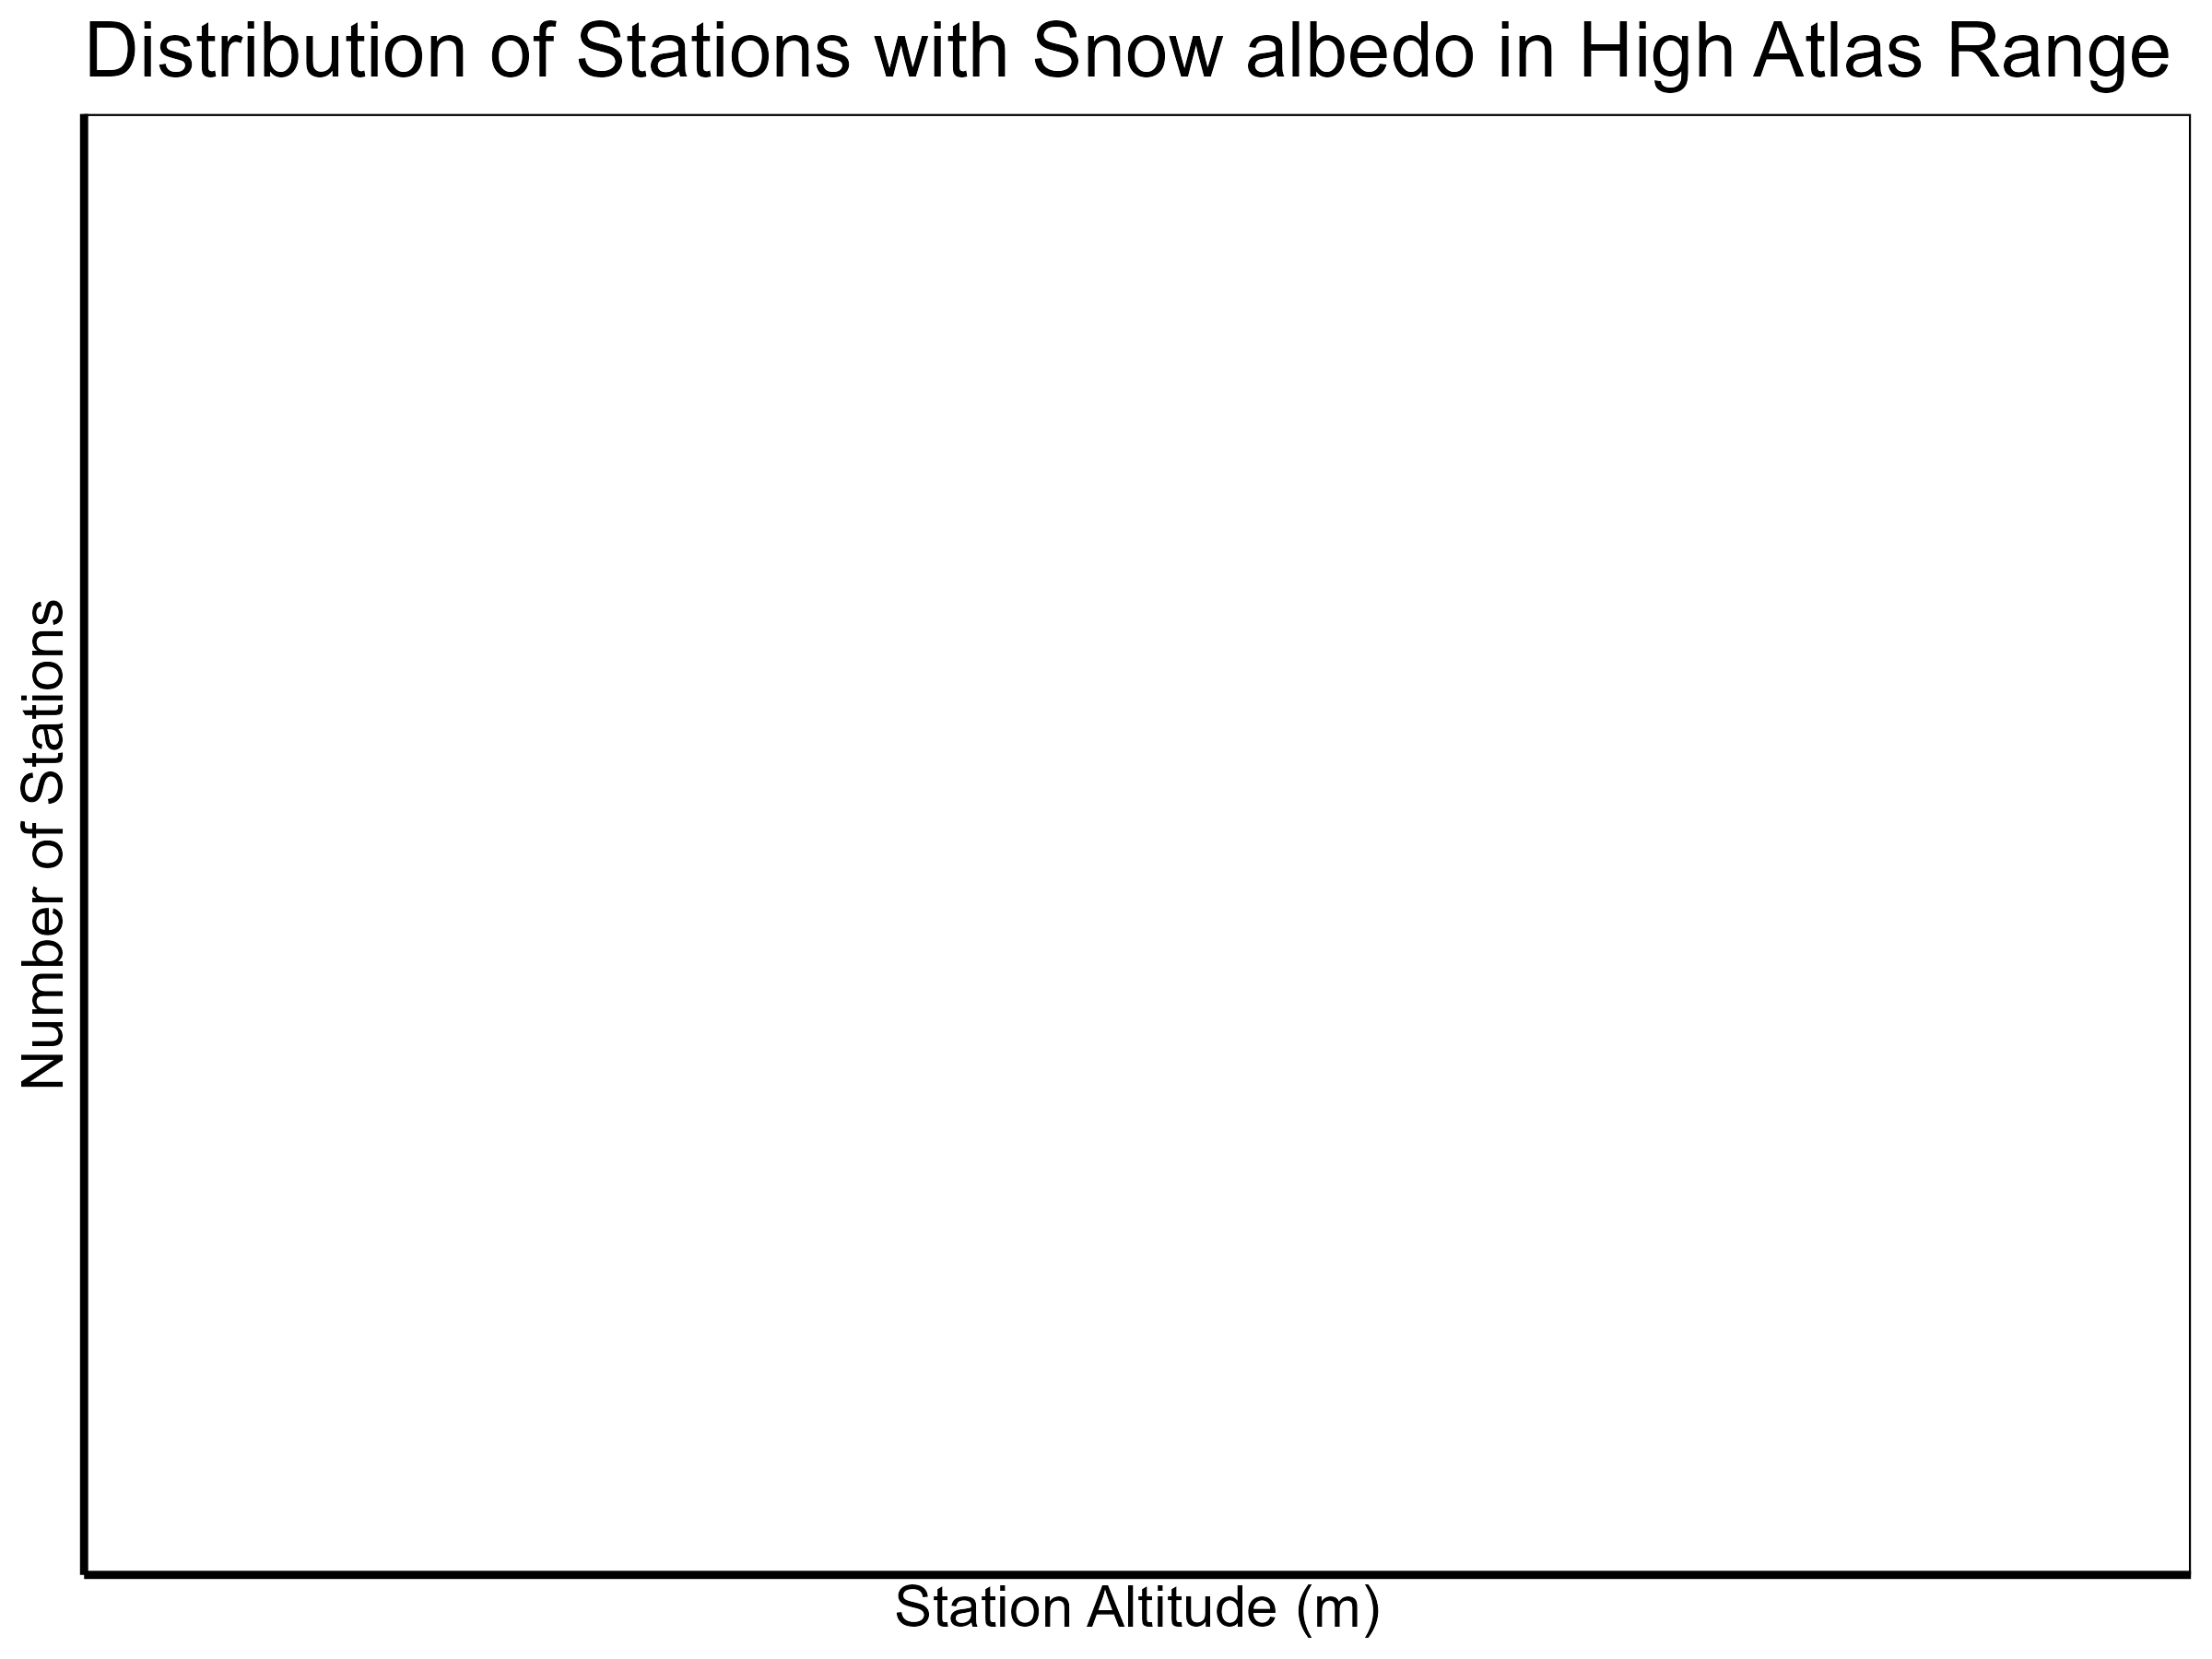 Distribution of Stations with Snow albedo in High Atlas Range
Number of Stations
Station Altitude (m)